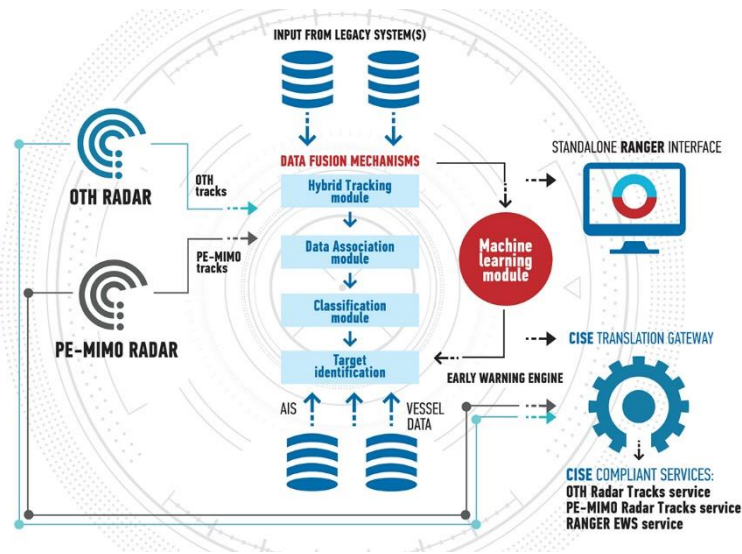 INPUT FROM LEGACY SYSTEM(S)
DATA FUSION MECHANISMS
STANDALONE RANGER INTERFACE
OTH
tracks
OTH RADAR
Hybrid Tracking
module
PE-MIMO
tracks
Data Association
module
Machine
learning
module
Classification
module
PE-MIMO RADAR
CISE TRANSLATION GATEWAY
Target
identification
EARLY WARNING ENGINE
AIS
VESSEL
DATA
CISE COMPLIANT SERVICES:
OTH Radar Tracks service
PE-MIMO Radar Tracks service
RANGER EWS service